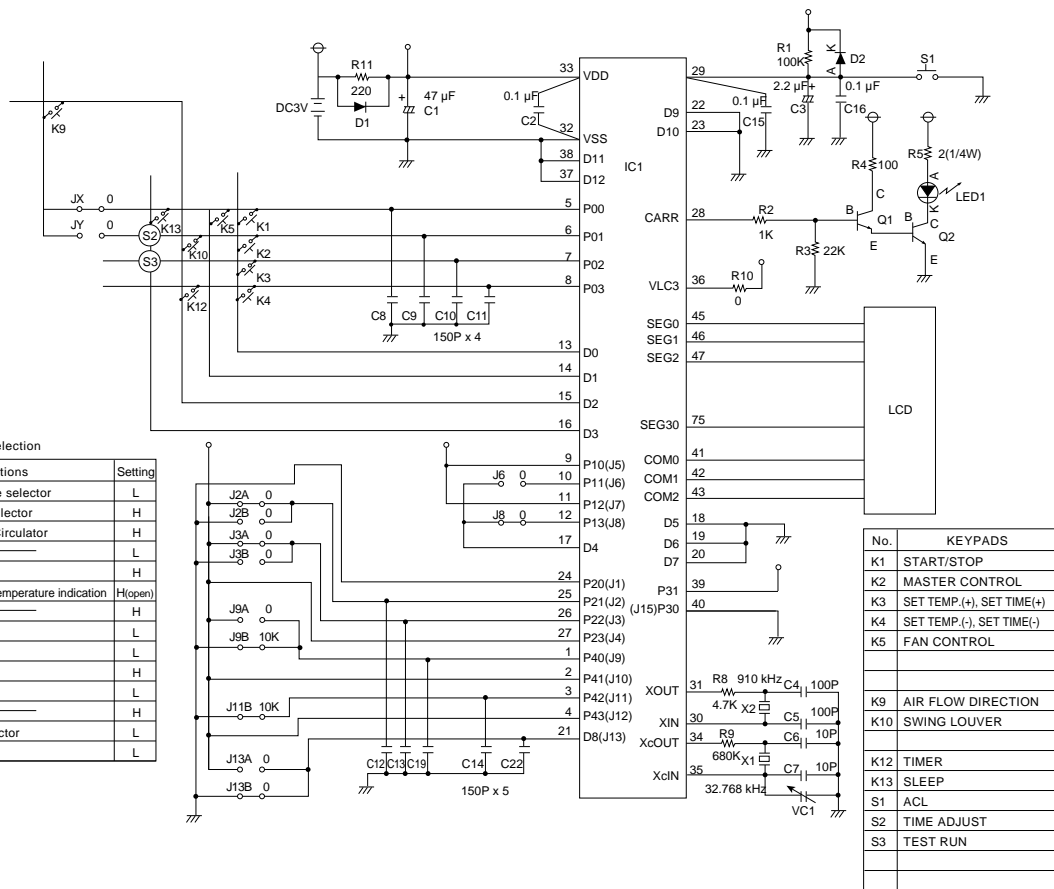 R11
220
D1
DC3V
+
47 µF
C1
0.1 µF
C2
33
VDD
32
VSS
38
D11
37
D12
IC1
29
22
D9
23
D10
0.1 µF
C15
R1
100K
K
A
D2
2.2 µF+
C3
0.1 µF
C16
S1
R4
100
R5
2(1/4W)
A
K
LED1
C
B
Q1
E
C
B
Q2
E
CARR
28
R2
1K
R3
22K
VLC3
36
R10
0
K9
JX 0
JY 0
S2
S3
K13
K5
K1
K10
K2
K3
K12
K4
5
P00
6
P01
7
P02
8
P03
C8
C9
C10
C11
150P x 4
13
D0
14
D1
15
D2
16
D3
SEG0
45
SEG1
46
SEG2
47
SEG30
75
COM0
41
COM1
42
COM2
43
LCD
election
tions
Setting
e selector
L
lector
H
Circulator
H
L
H
emperature indication
H(open)
H
L
L
H
L
H
ctor
L
L
J2A 0
J2B 0
J3A 0
J3B 0
J9A 0
J9B 10K
J11B 10K
J13A 0
J13B 0
J6 0
J8 0
9
P10(J5)
10
P11(J6)
11
P12(J7)
12
P13(J8)
17
D4
24
P20(J1)
25
P21(J2)
26
P22(J3)
27
P23(J4)
1
P40(J9)
2
P41(J10)
3
P42(J11)
4
P43(J12)
21
D8(J13)
C12
C13
C19
C14
C22
150P x 5
D5
18
D6
19
D7
20
P31
39
(J15)P30
40
XOUT
31
R8
4.7K
910 kHz
X2
C4
100P
XIN
30
C5
100P
XcOUT
34
R9
680K
X1
C6
10P
XcIN
35
C7
10P
32.768 kHz
VC1
No. KEYPADS
K1 START/STOP
K2 MASTER CONTROL
K3 SET TEMP.(+), SET TIME(+)
K4 SET TEMP.(-), SET TIME(-)
K5 FAN CONTROL
K9 AIR FLOW DIRECTION
K10 SWING LOUVER
K12 TIMER
K13 SLEEP
S1 ACL
S2 TIME ADJUST
S3 TEST RUN